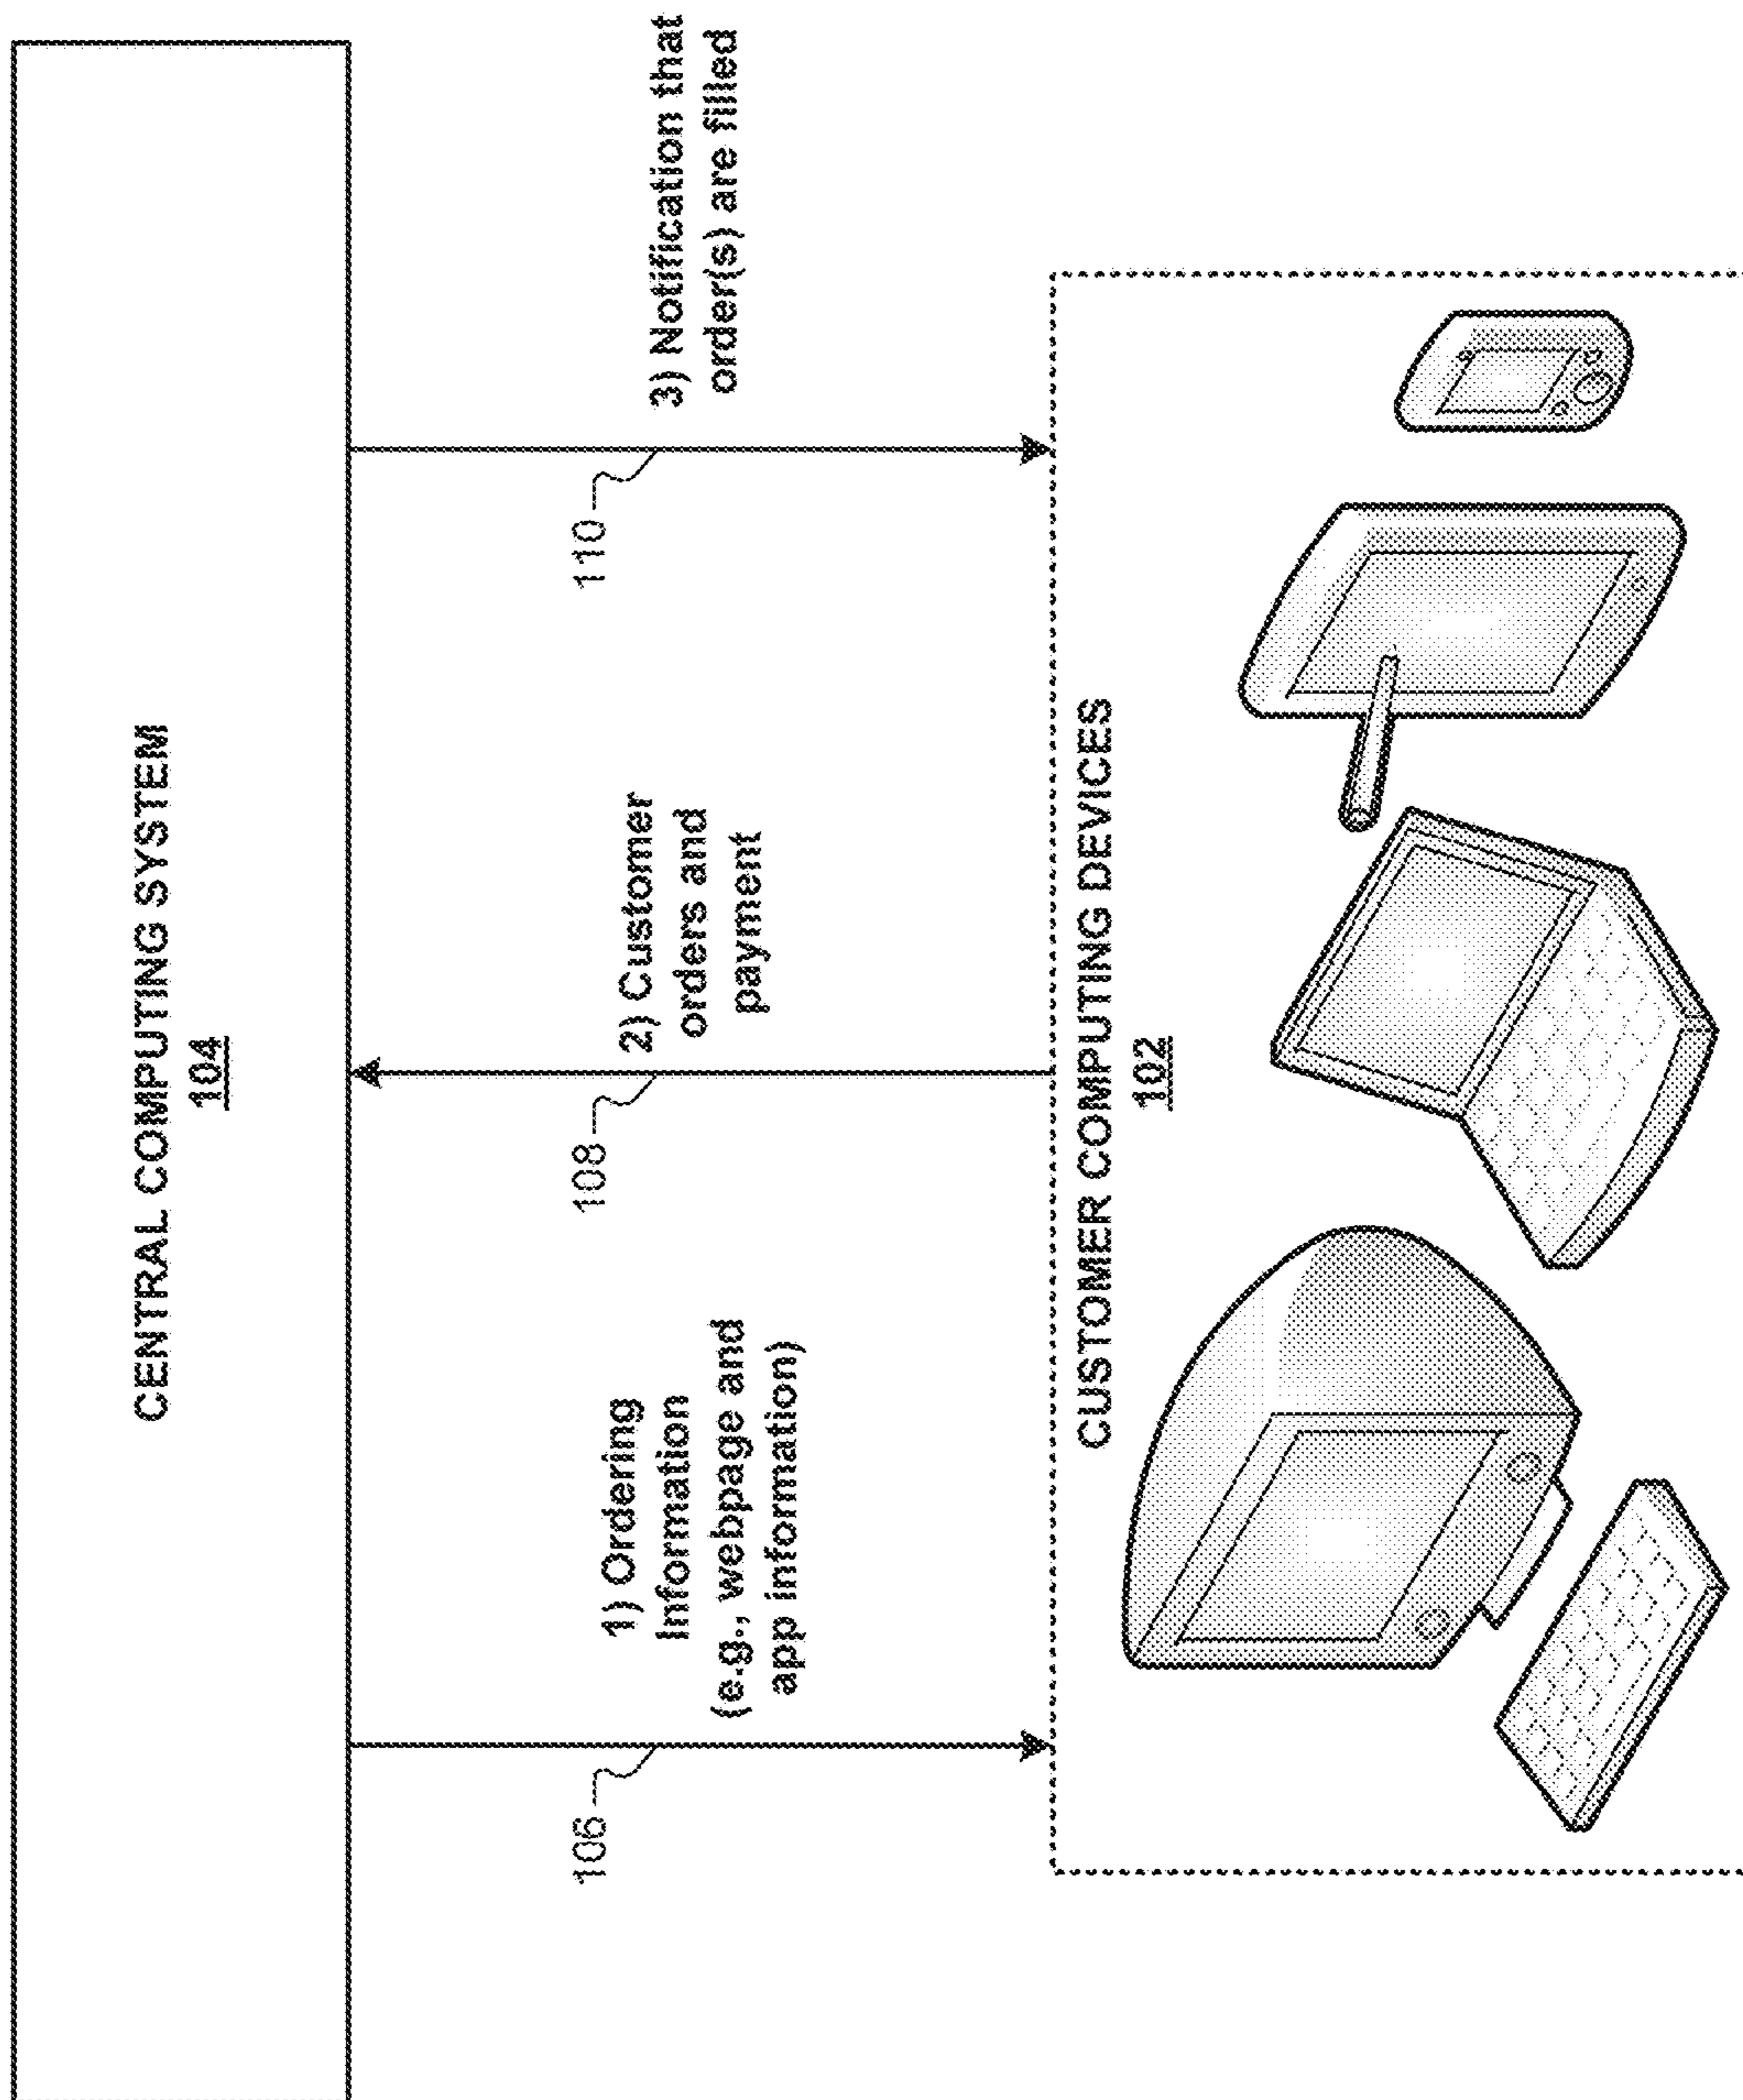 CENTRAL COMPUTING SYSTEM
104
106
1) Ordering
Information
(e.g., webpage and
app information)
108
2) Customer
orders and
payment
110
3) Notification that
order(s) are filled
CUSTOMER COMPUTING DEVICES
102